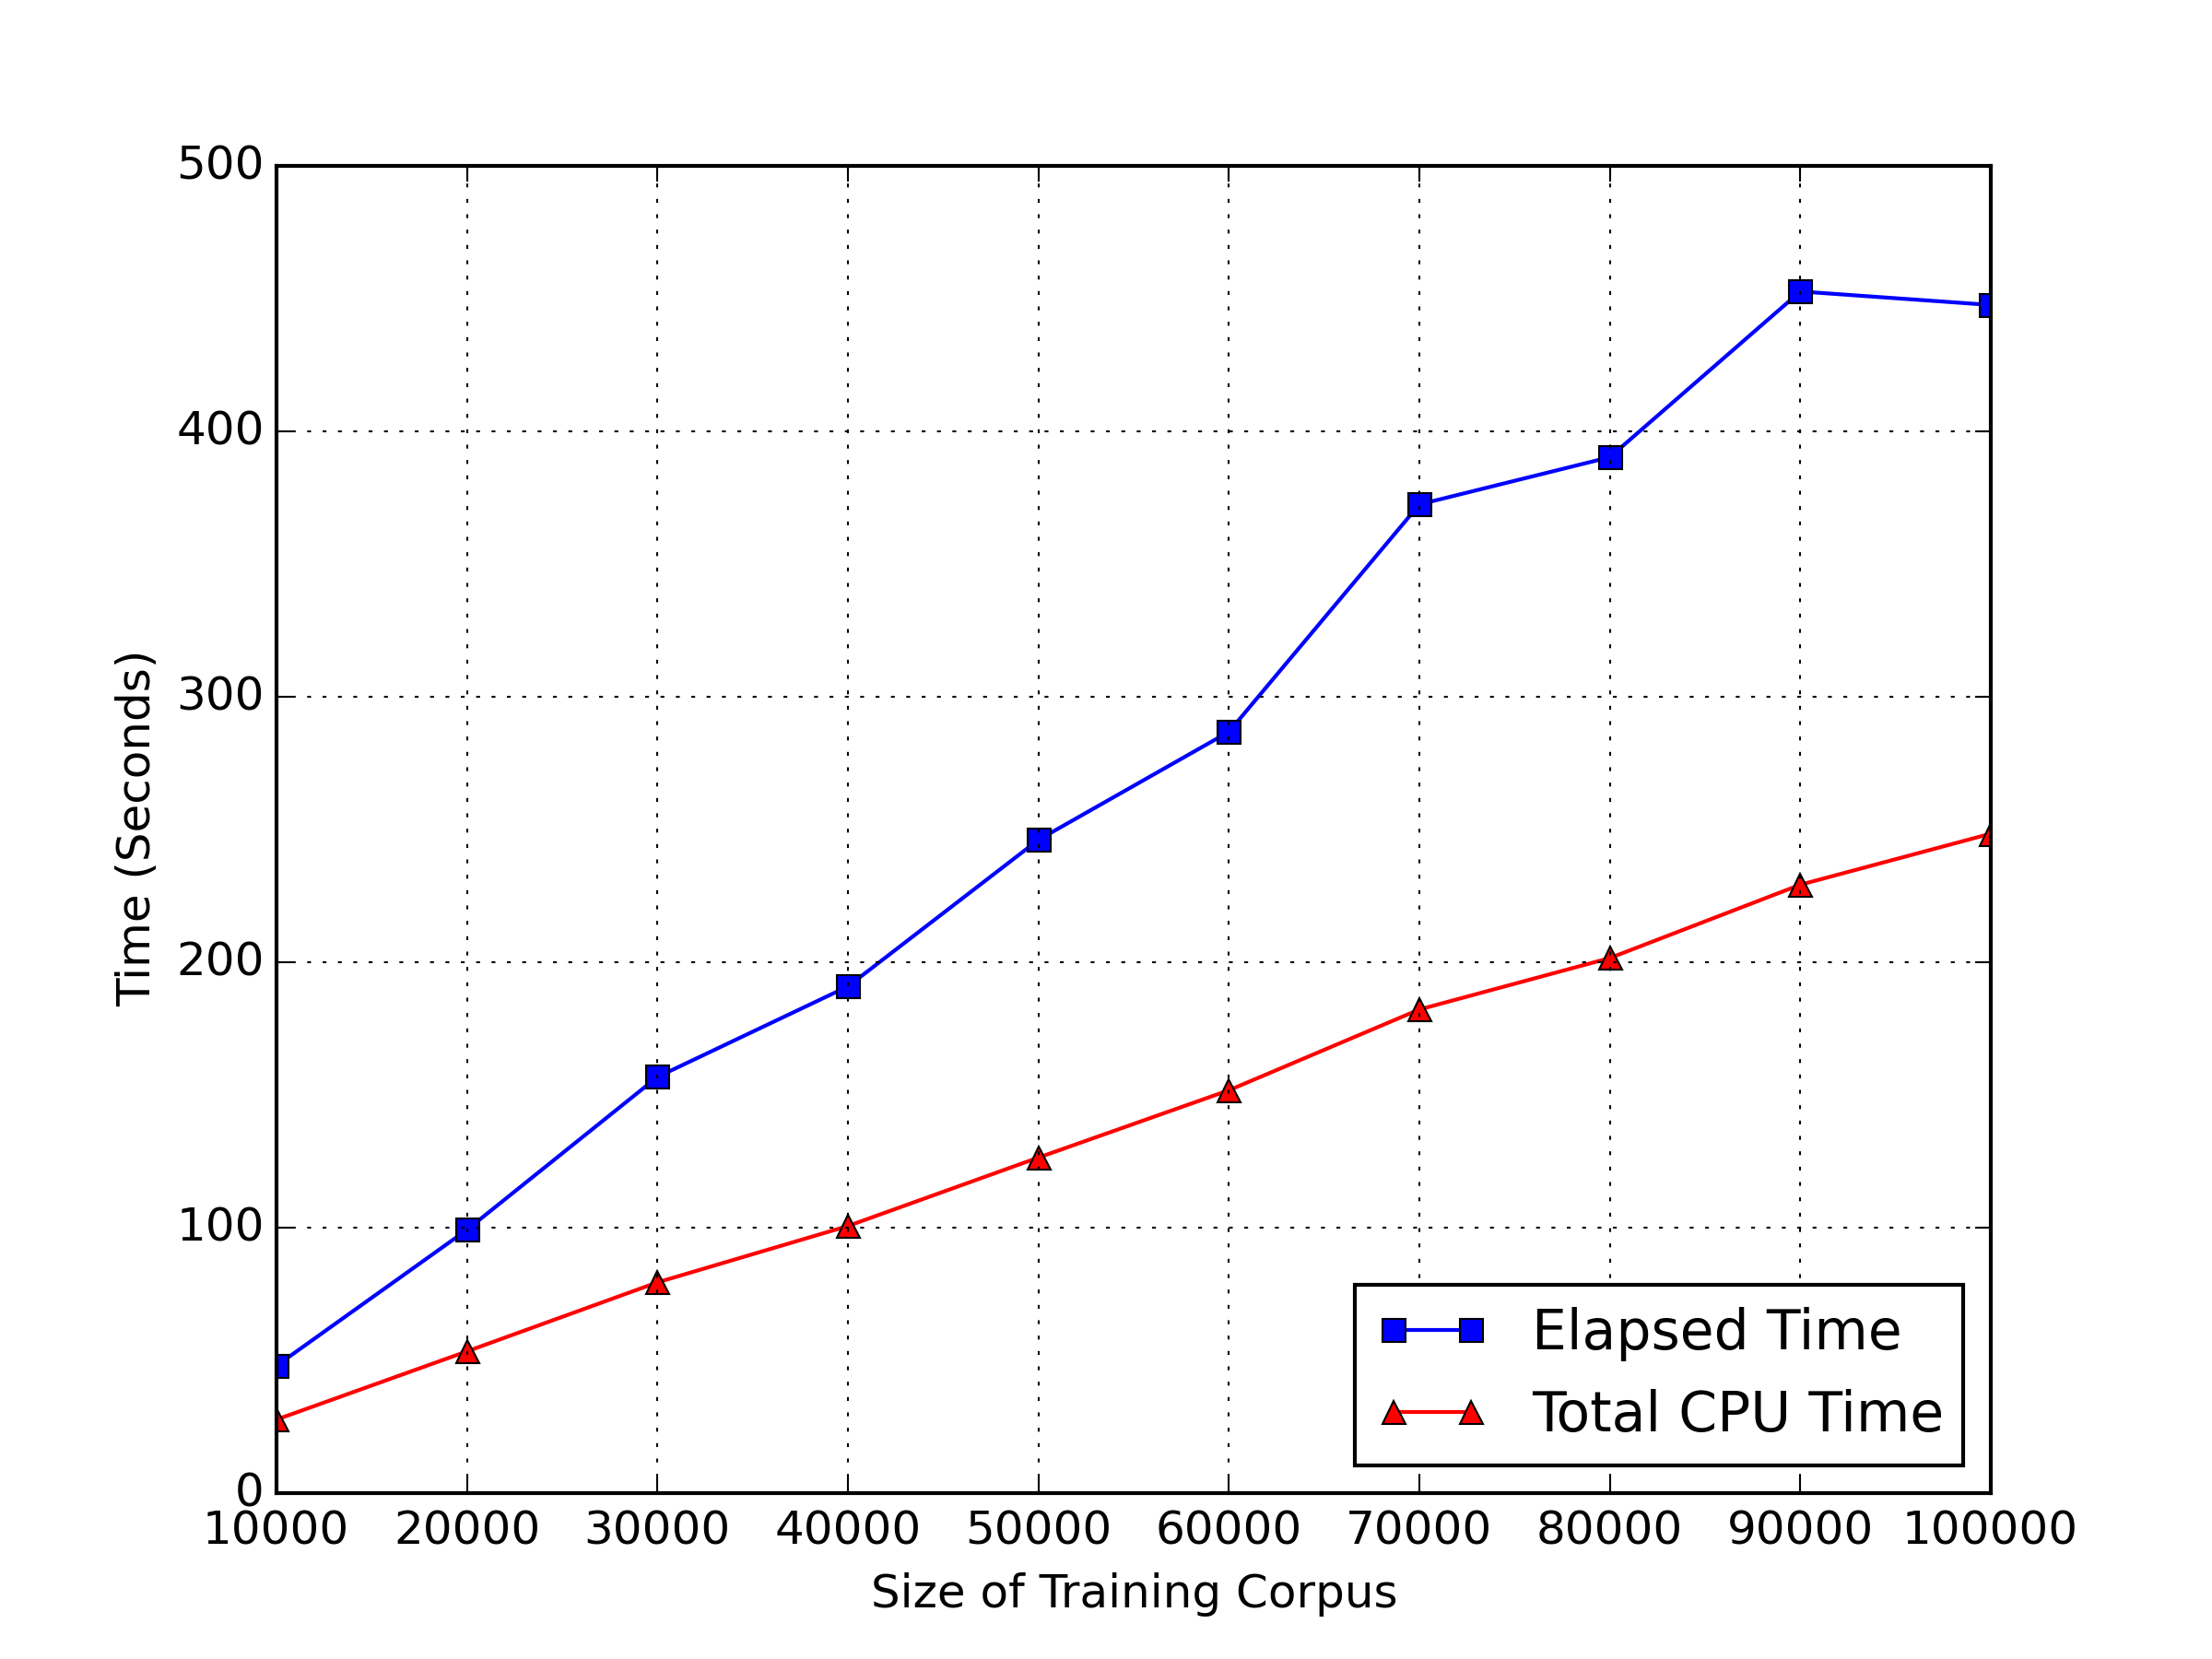 500
400
300
200
100
0
Time (Seconds)
10000 20000 30000 40000 50000 60000 70000 80000 90000 100000
Size of Training Corpus
Elapsed Time
Total CPU Time